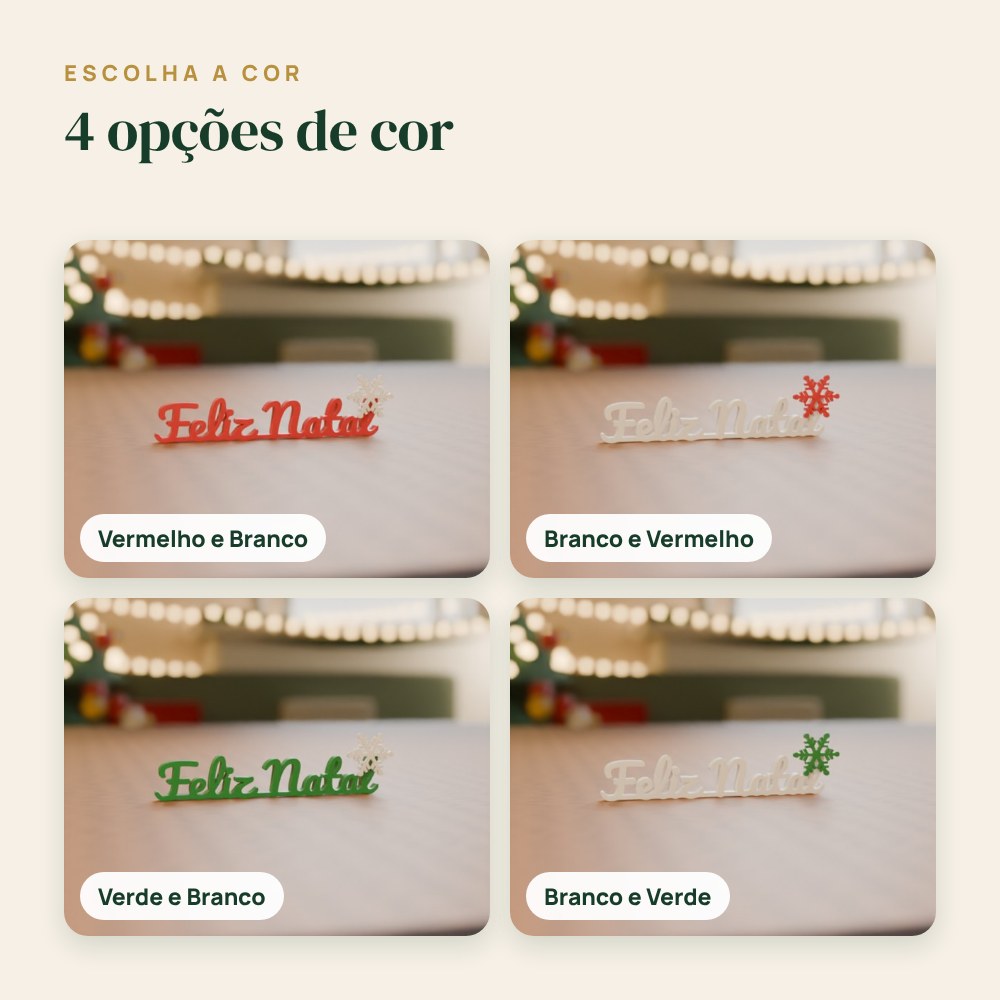 ESCOLHA A COR
4 opções de cor
Feliz Natal
Feliz Natal
Vermelho e Branco
Branco e Vermelho
Feliz Natal
Feliz Natal
Verde e Branco
Branco e Verde